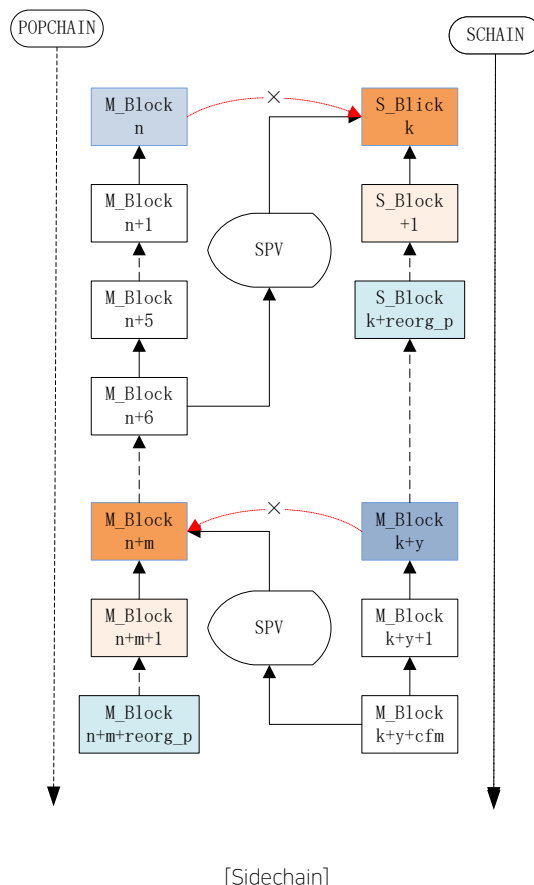 POPCHAIN
SCHAIN
M_Block
n
×
S_Blick
k
M_Block
n+1
S_Block
+1
SPV
M_Block
n+5
S_Block
k+reorg_p
M_Block
n+6
M_Block
n+m
×
M_Block
k+y
M_Block
n+m+1
SPV
M_Block
k+y+1
M_Block
n+m+reorg_p
M_Block
k+y+cfm
[Sidechain]